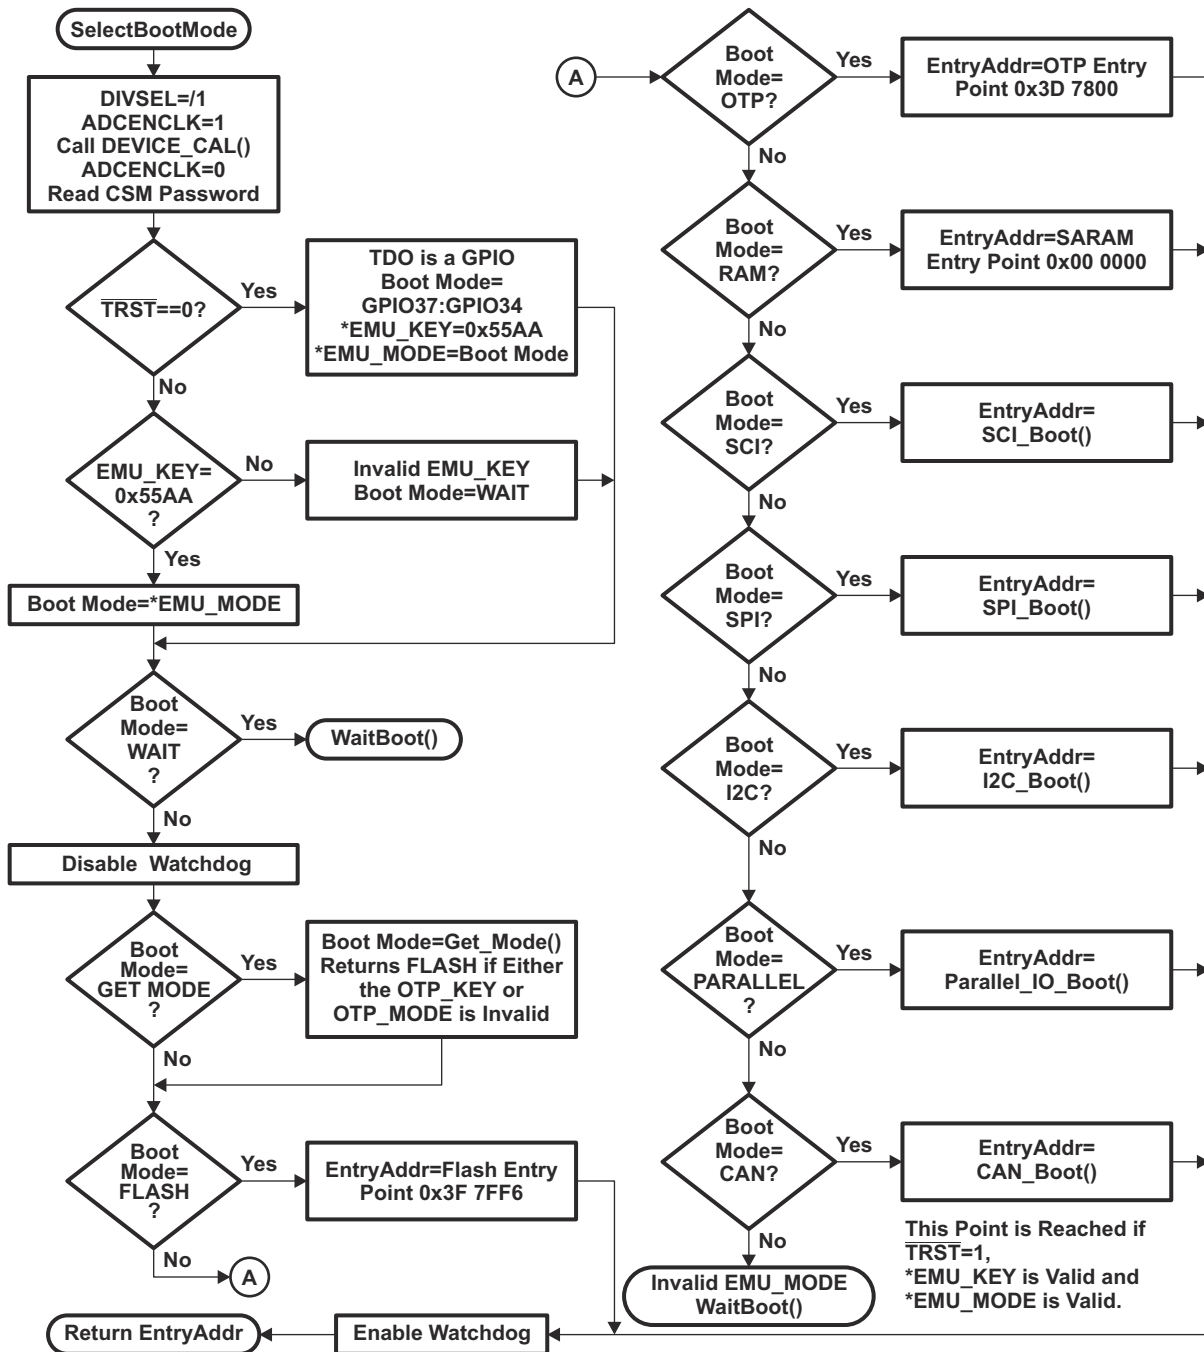 SelectBootMode
DIVSEL=/1
ADCENCLK=1
Call DEVICE_CAL()
ADCENCLK=0
Read CSM Password
TRST==0?
Yes
TDO is a GPIO
Boot Mode=
GPIO37:GPIO34
*EMU_KEY=0x55AA
*EMU_MODE=Boot Mode
No
EMU_KEY=
0x55AA
?
No
Invalid EMU_KEY
Boot Mode=WAIT
Yes
Boot Mode=*EMU_MODE
Boot
Mode=
WAIT
?
Yes
WaitBoot()
No
Disable Watchdog
Boot
Mode=
GET MODE
?
Yes
Boot Mode=Get_Mode()
Returns FLASH if Either
the OTP_KEY or
OTP_MODE is Invalid
No
Boot
Mode=
FLASH
?
Yes
EntryAddr=Flash Entry
Point 0x3F 7FF6
No
A
A
Boot
Mode=
OTP?
Yes
EntryAddr=OTP Entry
Point 0x3D 7800
No
Boot
Mode=
RAM?
Yes
EntryAddr=SARAM
Entry Point 0x00 0000
No
Boot
Mode=
SCI?
Yes
EntryAddr=
SCI_Boot()
No
Boot
Mode=
SPI?
Yes
EntryAddr=
SPI_Boot()
No
Boot
Mode=
I2C?
Yes
EntryAddr=
I2C_Boot()
No
Boot
Mode=
PARALLEL
?
Yes
EntryAddr=
Parallel_IO_Boot()
No
Boot
Mode=
CAN?
Yes
EntryAddr=
CAN_Boot()
No
Invalid EMU_MODE
WaitBoot()
This Point is Reached if
TRST=1,
*EMU_KEY is Valid and
*EMU_MODE is Valid.
Enable Watchdog
Return EntryAddr